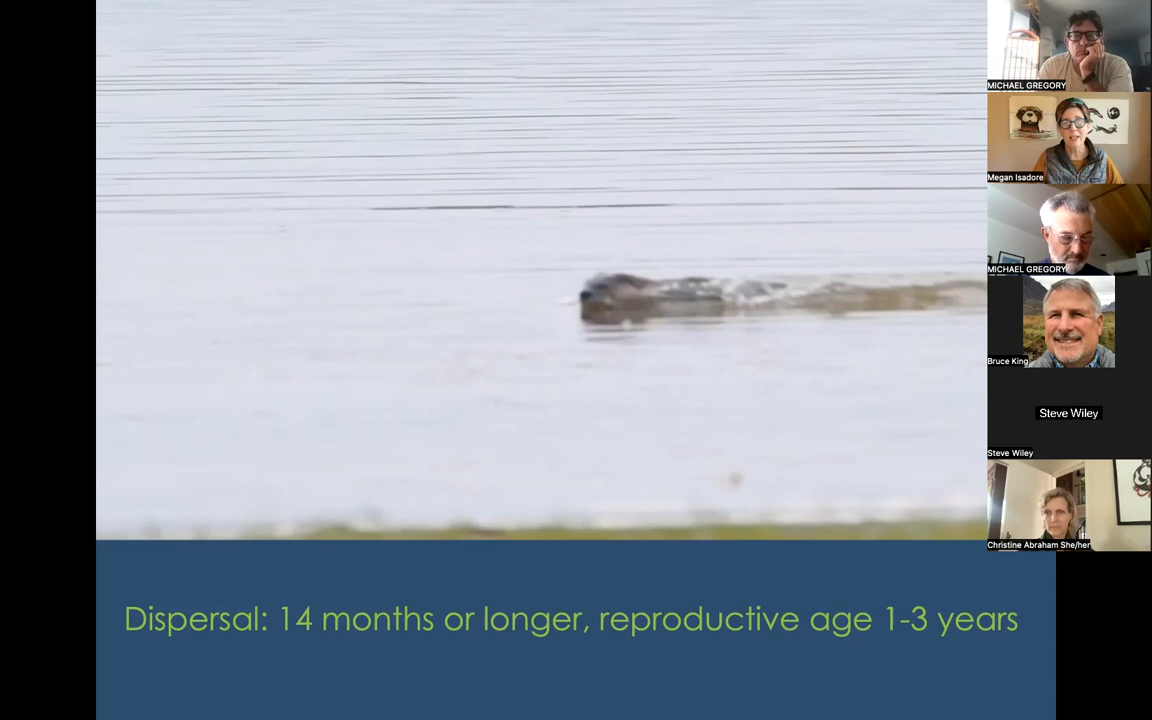 MICHAEL GREGORY
Megan Isadore
MICHAEL GREGORY
Bruce King
Steve Wiley
Steve Wiley
Christine Abraham She/her
Dispersal: 14 months or longer, reproductive age 1-3 years